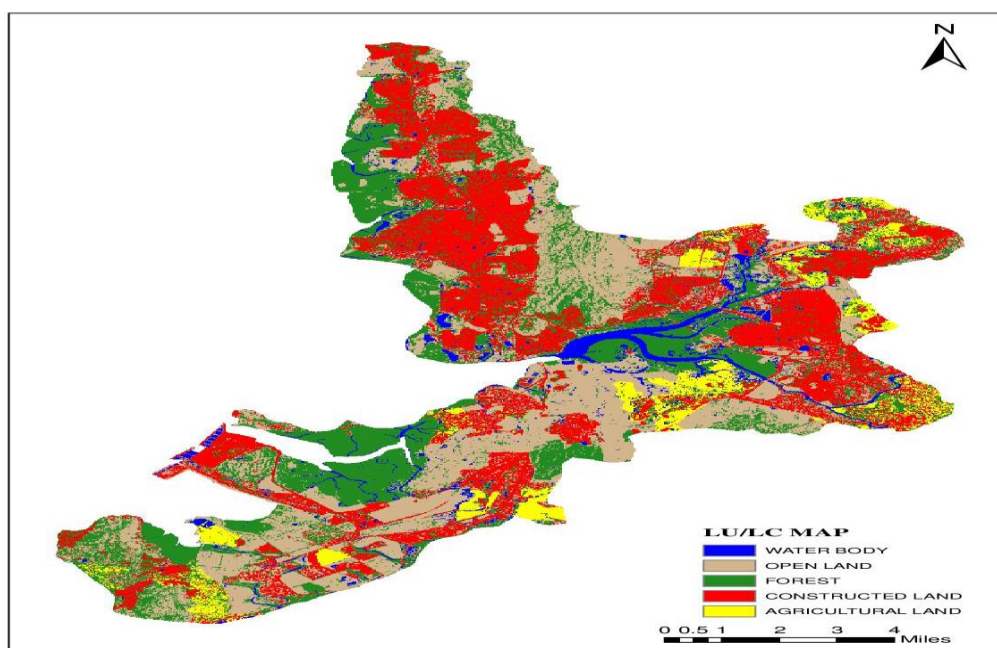 N
LU/LC MAP
WATER BODY
OPEN LAND
FOREST
CONSTRUCTED LAND
AGRICULTURAL LAND
0 0.5 1 2 3 4
Miles